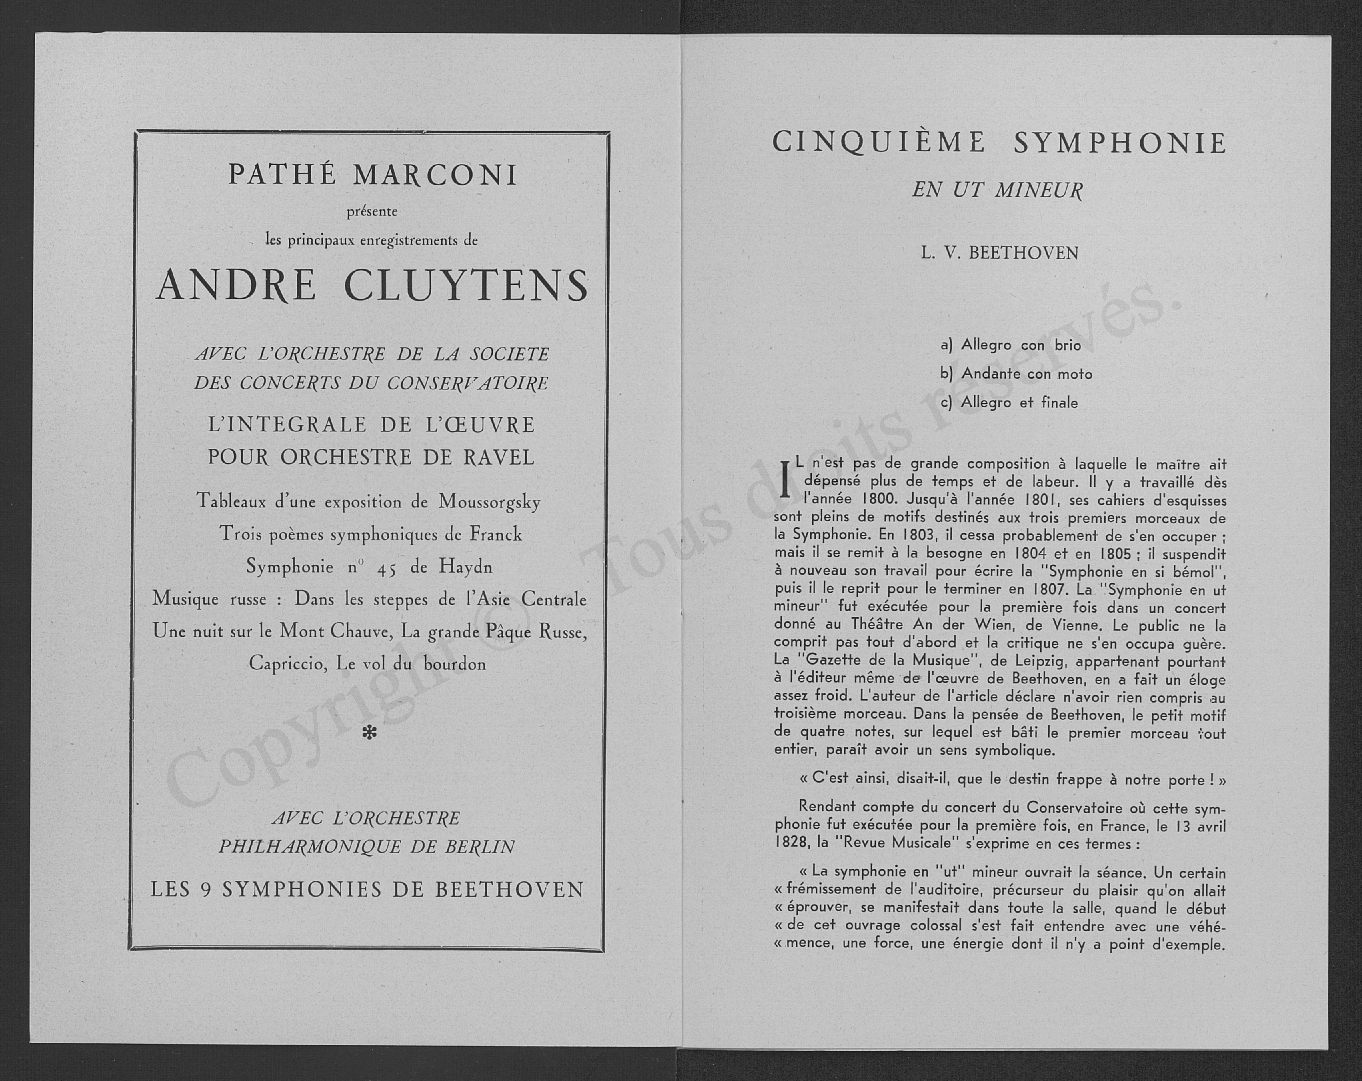 PATHÉ MARCONI
présente
les principaux enregistrements de
ANDRE CLUYTENS
AVEC L'ORCHESTRE DE LA SOCIETE
DES CONCERTS DU CONSERVATOIRE
L'INTEGRALE DE L'ŒUVRE
POUR ORCHESTRE DE RAVEL
Tableaux d'une exposition de Moussorgsky
Trois poèmes symphoniques de Franck
Symphonie n° 45 de Haydn
Musique russe : Dans les steppes de l'Asie Centrale
Une nuit sur le Mont Chauve, La grande Pâque Russe,
Capriccio, Le vol du bourdon
*
AVEC L'ORCHESTRE
PHILHARMONIQUE DE BERLIN
LES 9 SYMPHONIES DE BEETHOVEN
CINQUIÈME SYMPHONIE
EN UT MINEUR
L. V. BEETHOVEN
a) Allegro con brio
b) Andante con moto
c) Allegro et finale
IL n'est pas de grande composition à laquelle le maître ait
dépensé plus de temps et de labeur. Il y a travaillé dès
l'année 1800. Jusqu'à l'année 1801, ses cahiers d'esquisses
sont pleins de motifs destinés aux trois premiers morceaux de
la Symphonie. En 1803, il cessa probablement de s'en occuper ;
mais il se remit à la besogne en 1804 et en 1805 ; il suspendit
à nouveau son travail pour écrire la "Symphonie en si bémol",
puis il le reprit pour le terminer en 1807. La "Symphonie en ut
mineur" fut exécutée pour la première fois dans un concert
donné au Théâtre An der Wien, de Vienne. Le public ne la
comprit pas tout d'abord et la critique ne s'en occupa guère.
La "Gazette de la Musique", de Leipzig, appartenant pourtant
à l'éditeur même de l'œuvre de Beethoven, en a fait un éloge
assez froid. L'auteur de l'article déclare n'avoir rien compris au
troisième morceau. Dans la pensée de Beethoven, le petit motif
de quatre notes, sur lequel est bâti le premier morceau tout
entier, paraît avoir un sens symbolique.
« C'est ainsi, disait-il, que le destin frappe à notre porte ! »
Rendant compte du concert du Conservatoire où cette sym-
phonie fut exécutée pour la première fois, en France, le 13 avril
1828, la "Revue Musicale" s'exprime en ces termes :
« La symphonie en "ut" mineur ouvrait la séance. Un certain
« frémissement de l'auditoire, précurseur du plaisir qu'on allait
« éprouver, se manifestait dans toute la salle, quand le début
« de cet ouvrage colossal s'est fait entendre avec une véhé-
« mence, une force, une énergie dont il n'y a point d'exemple.
Copyright © - Tous droits réservés.